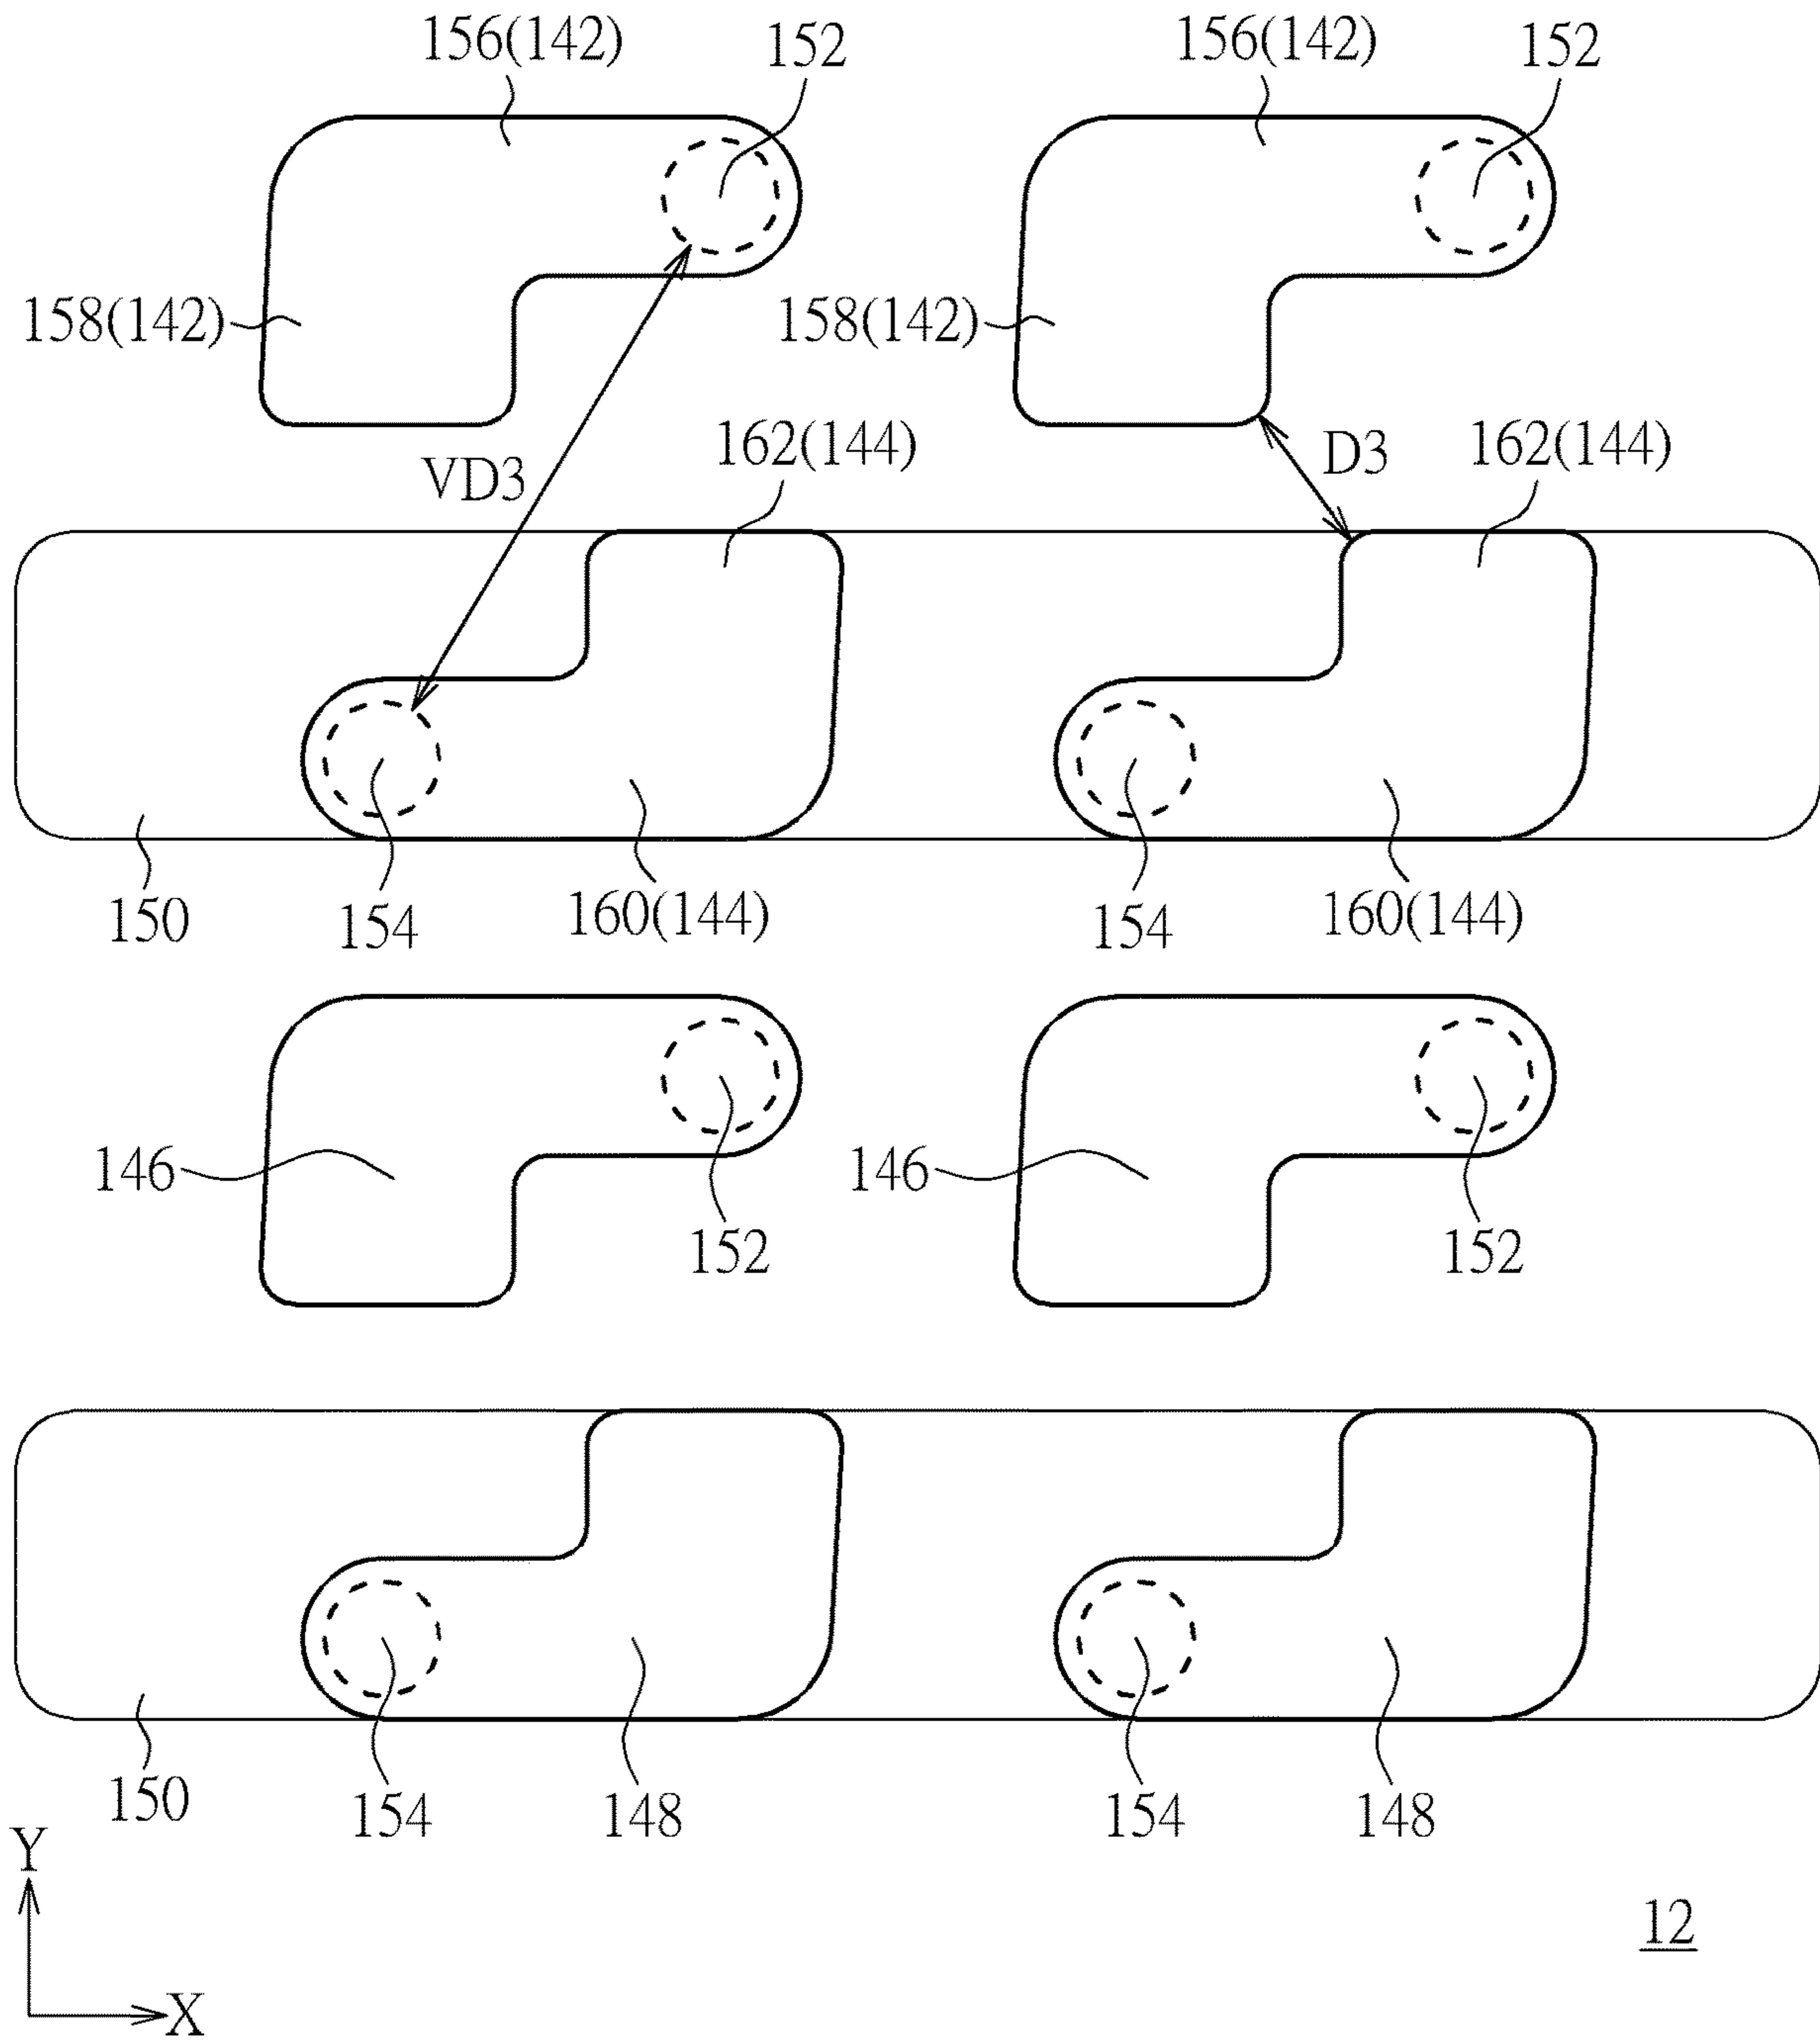 156(142) 152 156(142) 152
158(142) 158(142)
VD3 162(144) D3 162(144)
150 154 160(144) 154 160(144)
146 152 146 152
150 154 148 154 148
Y
12
X